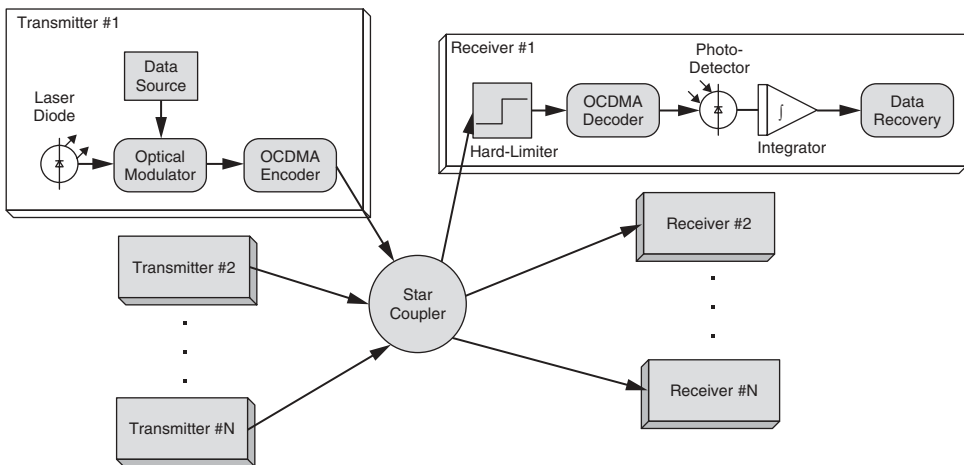 Transmitter #1
Data
Source
Laser
Diode
Optical
Modulator
OCDMA
Encoder
Receiver #1
Photo-
Detector
OCDMA
Decoder
∫
Data
Recovery
Hard-Limiter
Integrator
Transmitter #2
Star
Coupler
Receiver #2
Transmitter #N
Receiver #N